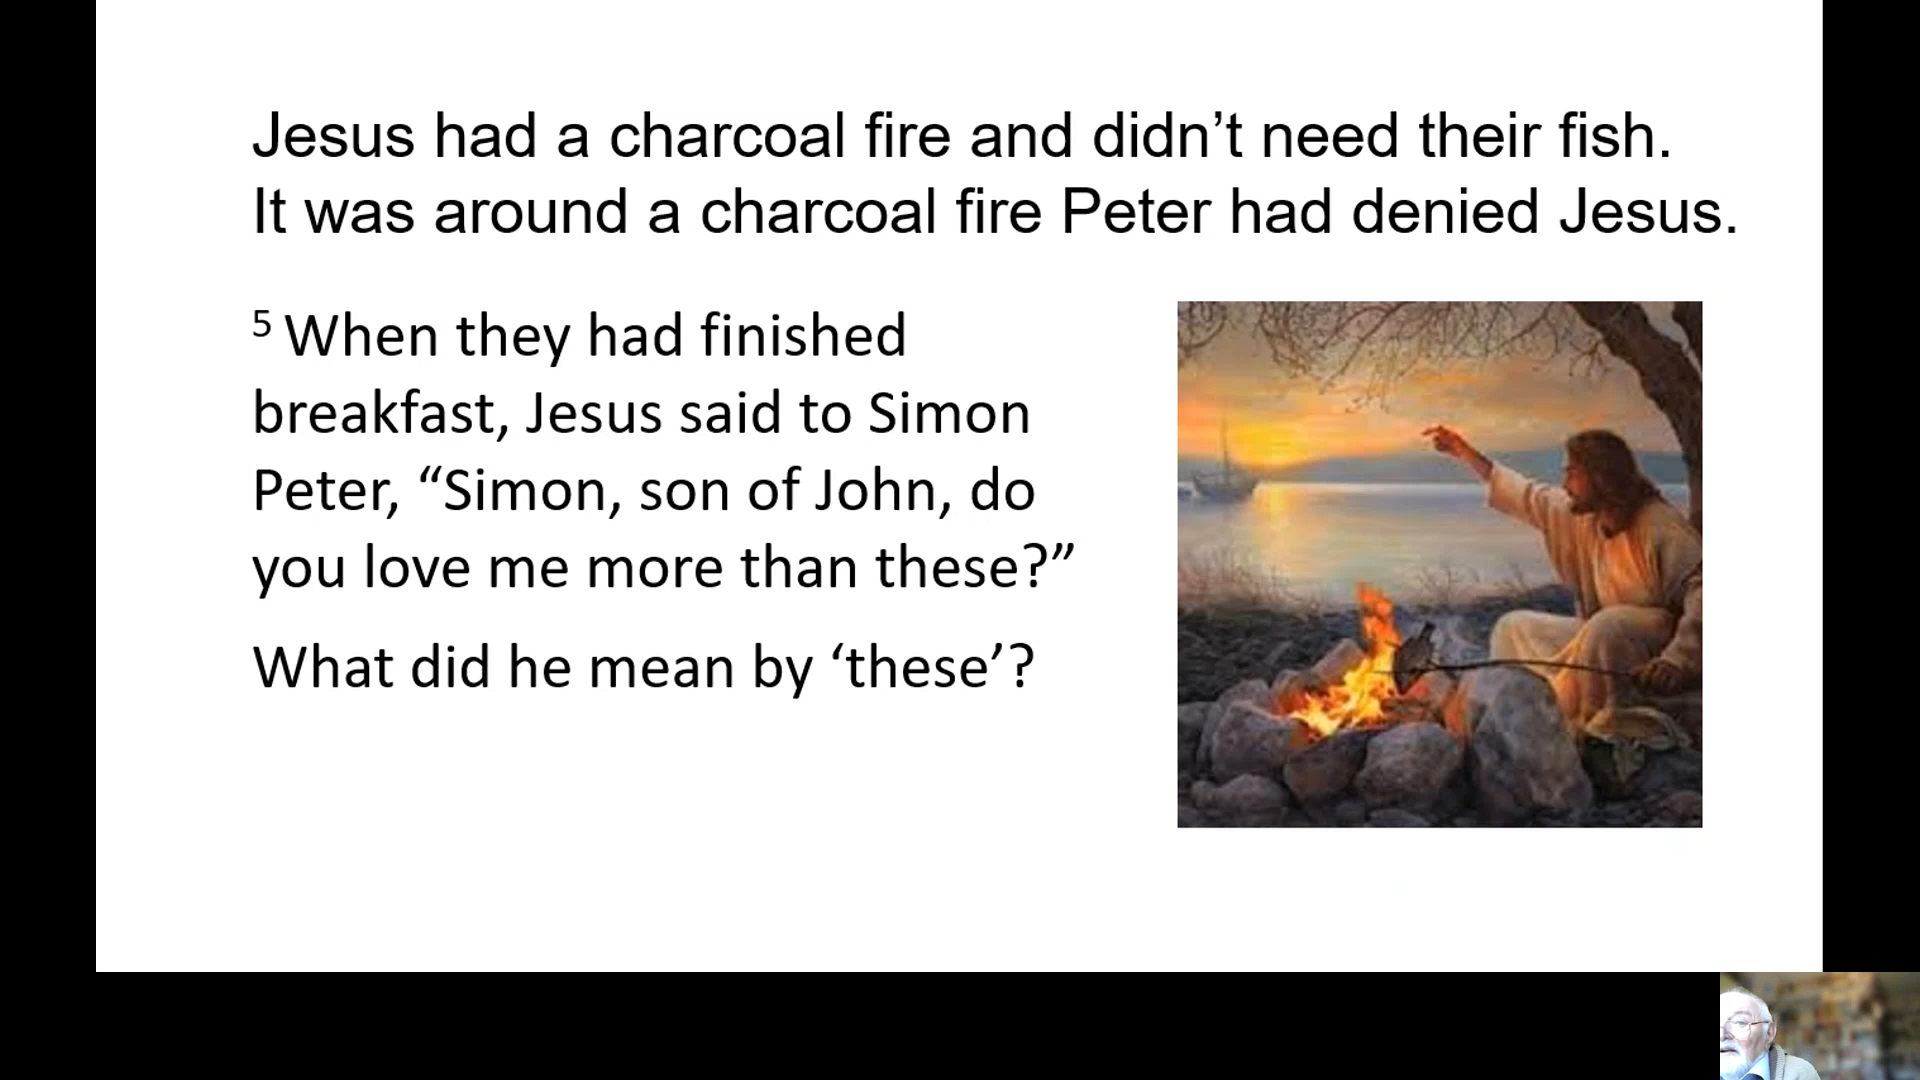 Jesus had a charcoal fire and didn’t need their fish.
It was around a charcoal fire Peter had denied Jesus.
5 When they had finished
breakfast, Jesus said to Simon
Peter, “Simon, son of John, do
you love me more than these?”
What did he mean by ‘these’?